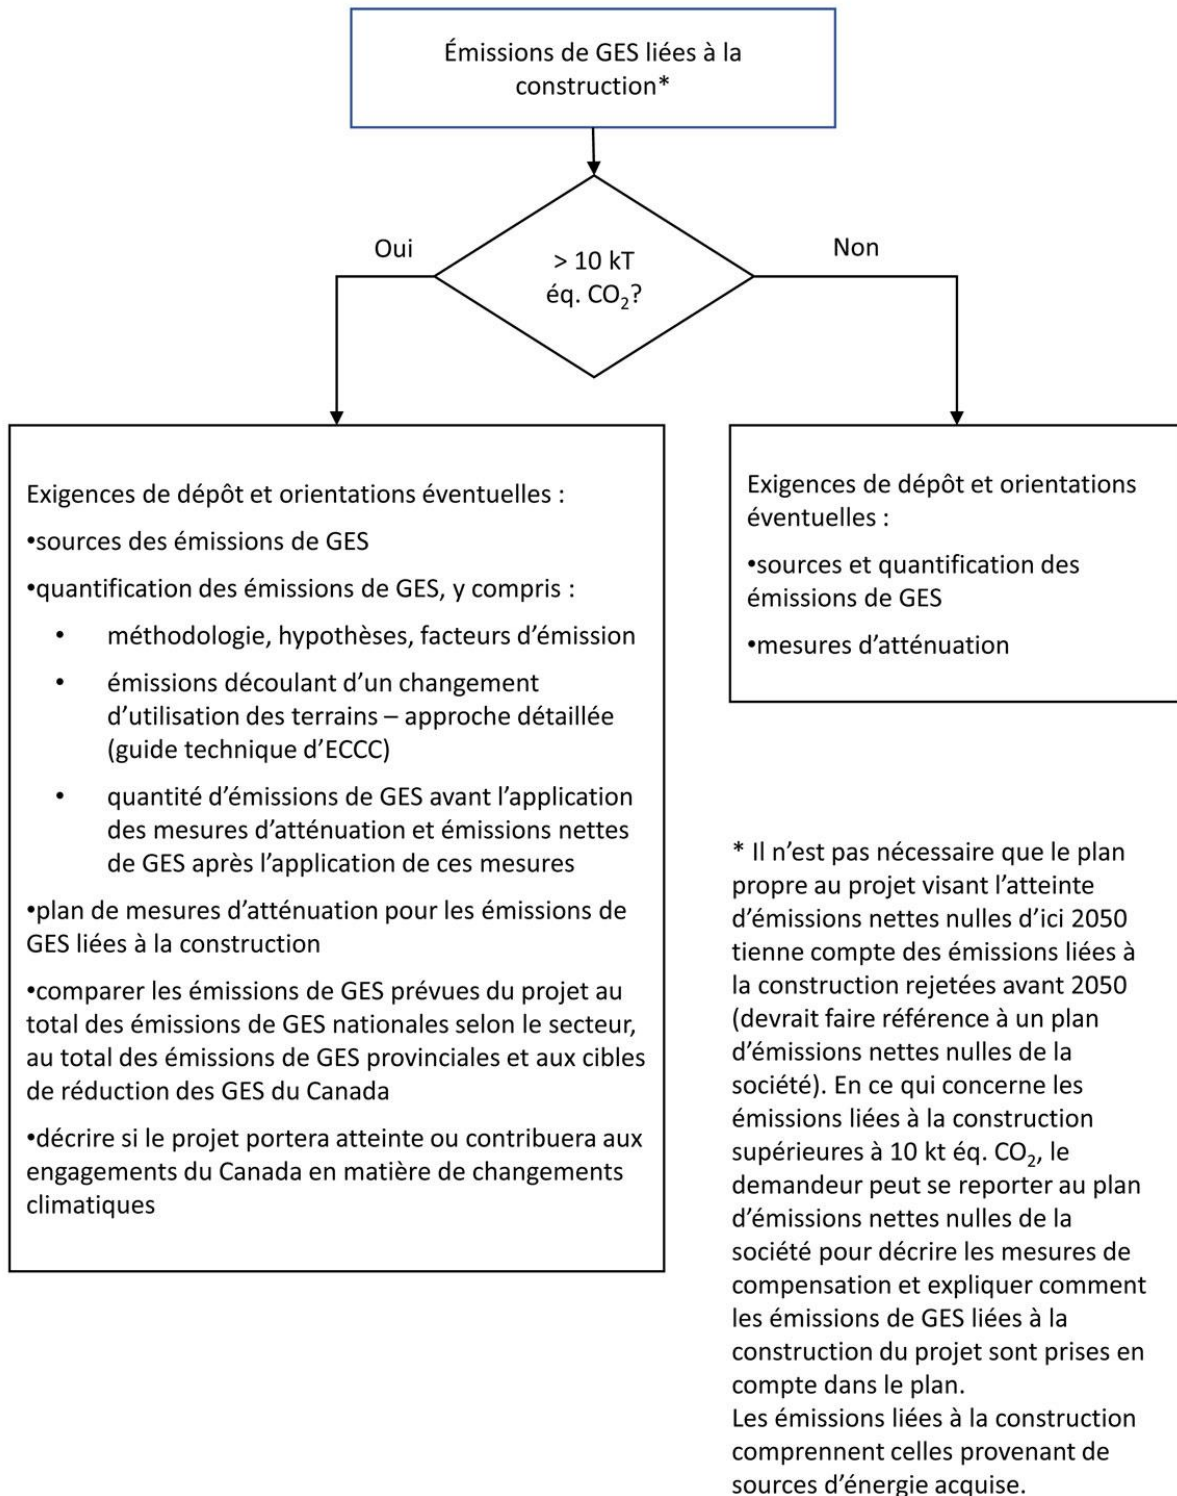 Émissions de GES liées à la
construction*
Oui
> 10 kT
éq. CO₂?
Non
Exigences de dépôt et orientations éventuelles :
•sources des émissions de GES
•quantification des émissions de GES, y compris :
• méthodologie, hypothèses, facteurs d’émission
• émissions découlant d’un changement
d’utilisation des terrains – approche détaillée
(guide technique d’ECCC)
• quantité d’émissions de GES avant l’application
des mesures d’atténuation et émissions nettes
de GES après l’application de ces mesures
•plan de mesures d’atténuation pour les émissions de
GES liées à la construction
•comparer les émissions de GES prévues du projet au
total des émissions de GES nationales selon le secteur,
au total des émissions de GES provinciales et aux cibles
de réduction des GES du Canada
•décrire si le projet portera atteinte ou contribuera aux
engagements du Canada en matière de changements
climatiques
Exigences de dépôt et orientations
éventuelles :
•sources et quantification des
émissions de GES
•mesures d’atténuation
* Il n’est pas nécessaire que le plan
propre au projet visant l’atteinte
d’émissions nettes nulles d’ici 2050
tienne compte des émissions liées à
la construction rejetées avant 2050
(devrait faire référence à un plan
d’émissions nettes nulles de la
société). En ce qui concerne les
émissions liées à la construction
supérieures à 10 kt éq. CO₂, le
demandeur peut se reporter au plan
d’émissions nettes nulles de la
société pour décrire les mesures de
compensation et expliquer comment
les émissions de GES liées à la
construction du projet sont prises en
compte dans le plan.
Les émissions liées à la construction
comprennent celles provenant de
sources d’énergie acquise.